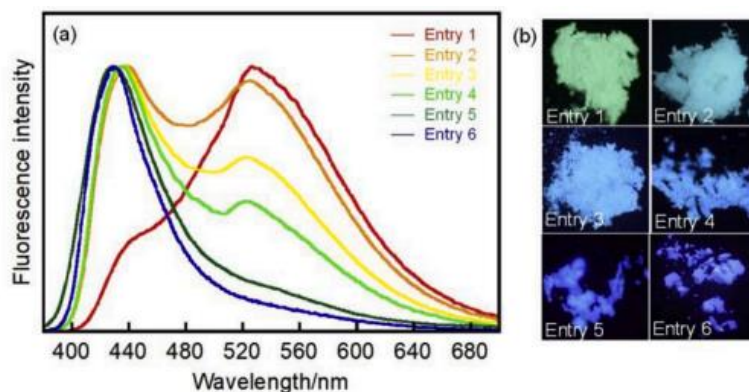 (a)
Entry 1
Entry 2
Entry 3
Entry 4
Entry 5
Entry 6
Fluorescence intensity
400 440 480 520 560 600 640 680
Wavelength/nm
(b)
Entry 1 Entry 2
Entry 3 Entry 4
Entry 5 Entry 6